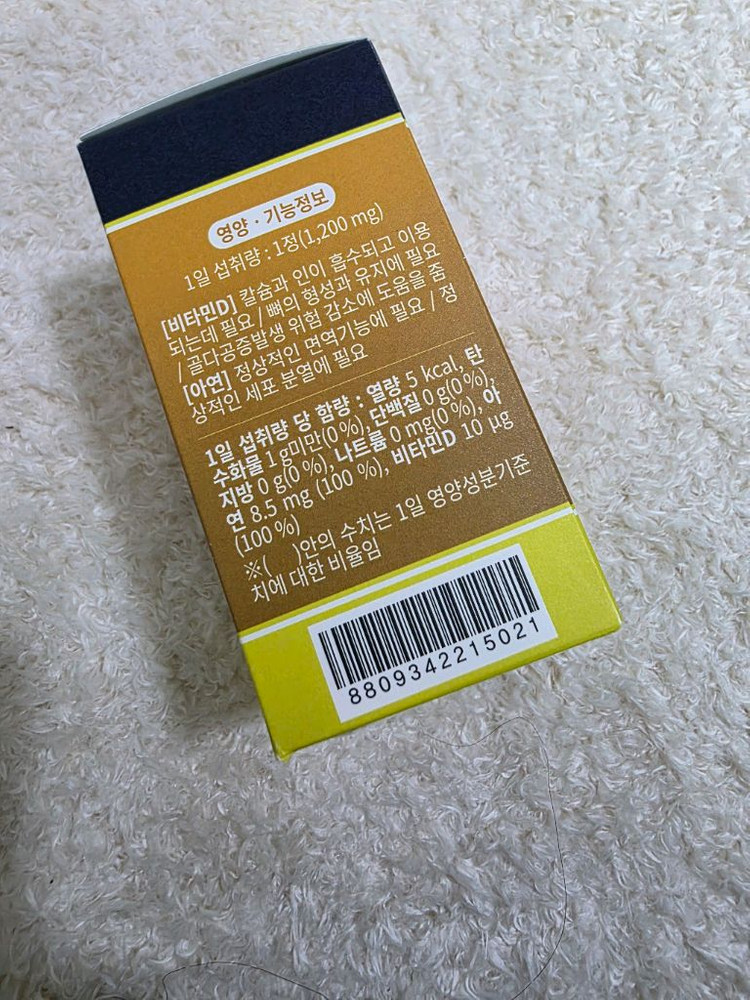 영양 · 기능정보
1일 섭취량 : 1정(1,200 mg)
[비타민D] 칼슘과 인이 흡수되고 이용
되는데 필요 / 뼈의 형성과 유지에 필요
/ 골다공증발생 위험 감소에 도움을 줌
[아연] 정상적인 면역기능에 필요 / 정
상적인 세포 분열에 필요
1일 섭취량 당 함량 : 열량 5 kcal, 탄
수화물 1 g미만(0 %), 단백질 0 g(0 %),
지방 0 g(0 %), 나트륨 0 mg(0 %), 아
연 8.5 mg (100 %), 비타민D 10 μg
(100 %)
※( )안의 수치는 1일 영양성분기준
치에 대한 비율임
8809342215021